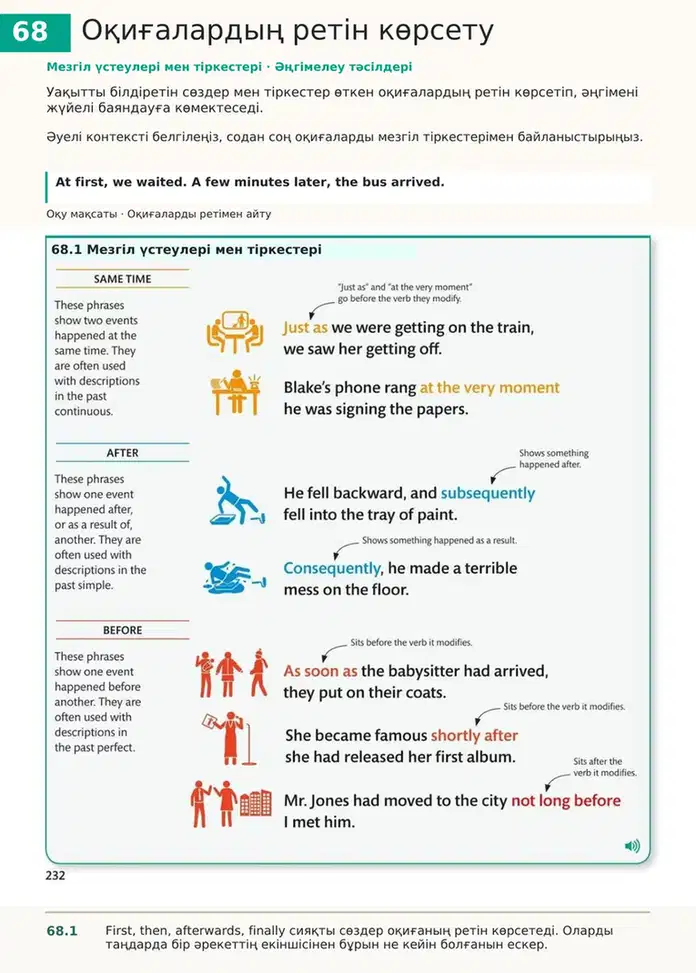 68 Оқиғалардың ретін көрсету
Мезгіл үстеулері мен тіркестері · Әңгімелеу тәсілдері
Уақытты білдіретін сөздер мен тіркестер өткен оқиғалардың ретін көрсетіп, әңгімені
жүйелі баяндауға көмектеседі.
Әуелі контексті белгілеңіз, содан соң оқиғаларды мезгіл тіркестерімен байланыстырыңыз.
At first, we waited. A few minutes later, the bus arrived.
Оқу мақсаты · Оқиғаларды ретімен айту
68.1 Мезгіл үстеулері мен тіркестері
SAME TIME
These phrases
show two events
happened at the
same time. They
are often used
with descriptions
in the past
continuous.
"Just as" and "at the very moment"
go before the verb they modify.
Just as we were getting on the train,
we saw her getting off.
Blake's phone rang at the very moment
he was signing the papers.
AFTER
These phrases
show one event
happened after,
or as a result of,
another. They are
often used with
descriptions in the
past simple.
Shows something
happened after.
He fell backward, and subsequently
fell into the tray of paint.
Shows something happened as a result.
Consequently, he made a terrible
mess on the floor.
BEFORE
These phrases
show one event
happened before
another. They are
often used with
descriptions in
the past perfect.
Sits before the verb it modifies.
As soon as the babysitter had arrived,
they put on their coats.
Sits before the verb it modifies.
She became famous shortly after
she had released her first album.
Sits after the
verb it modifies.
Mr. Jones had moved to the city not long before
I met him.
232
68.1 First, then, afterwards, finally сияқты сөздер оқиғаның ретін көрсетеді. Оларды
таңдарда бір әрекеттің екіншісінен бұрын не кейін болғанын ескер.